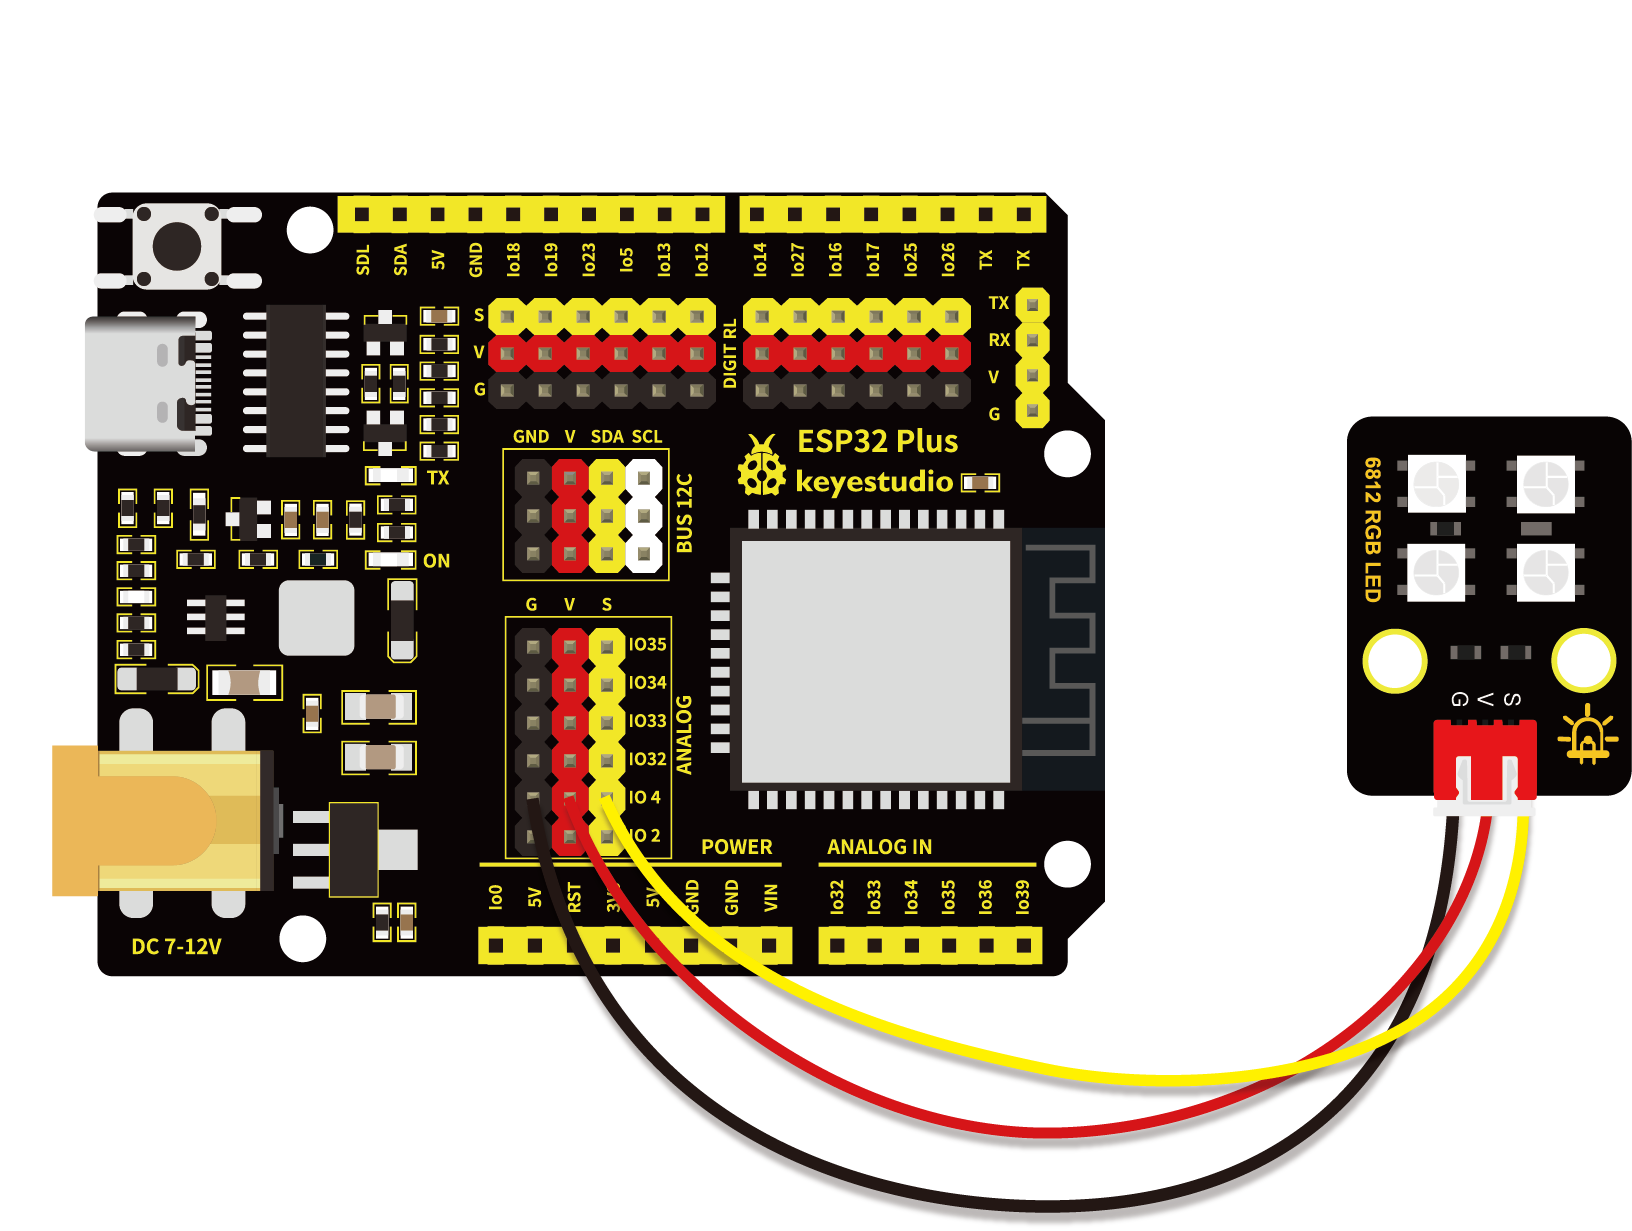 SDL SDA 5V GND Io18 Io19 Io23 Io5 Io13 Io12 Io14 Io27 Io16 Io17 Io25 Io26 TX TX
S
V
G
DIGIT RL
TX
RX
V
G
GND V SDA SCL
BUS 12C
ESP32 Plus
keyestudio
TX
ON
G V S
IO35
IO34
IO33
IO32
IO 4
IO 2
ANALOG
POWER
ANALOG IN
Io0 5V RST 5V GND GND VIN
Io32 Io33 Io34 Io35 Io36 Io39
DC 7-12V
6812 RGB LED
G V S